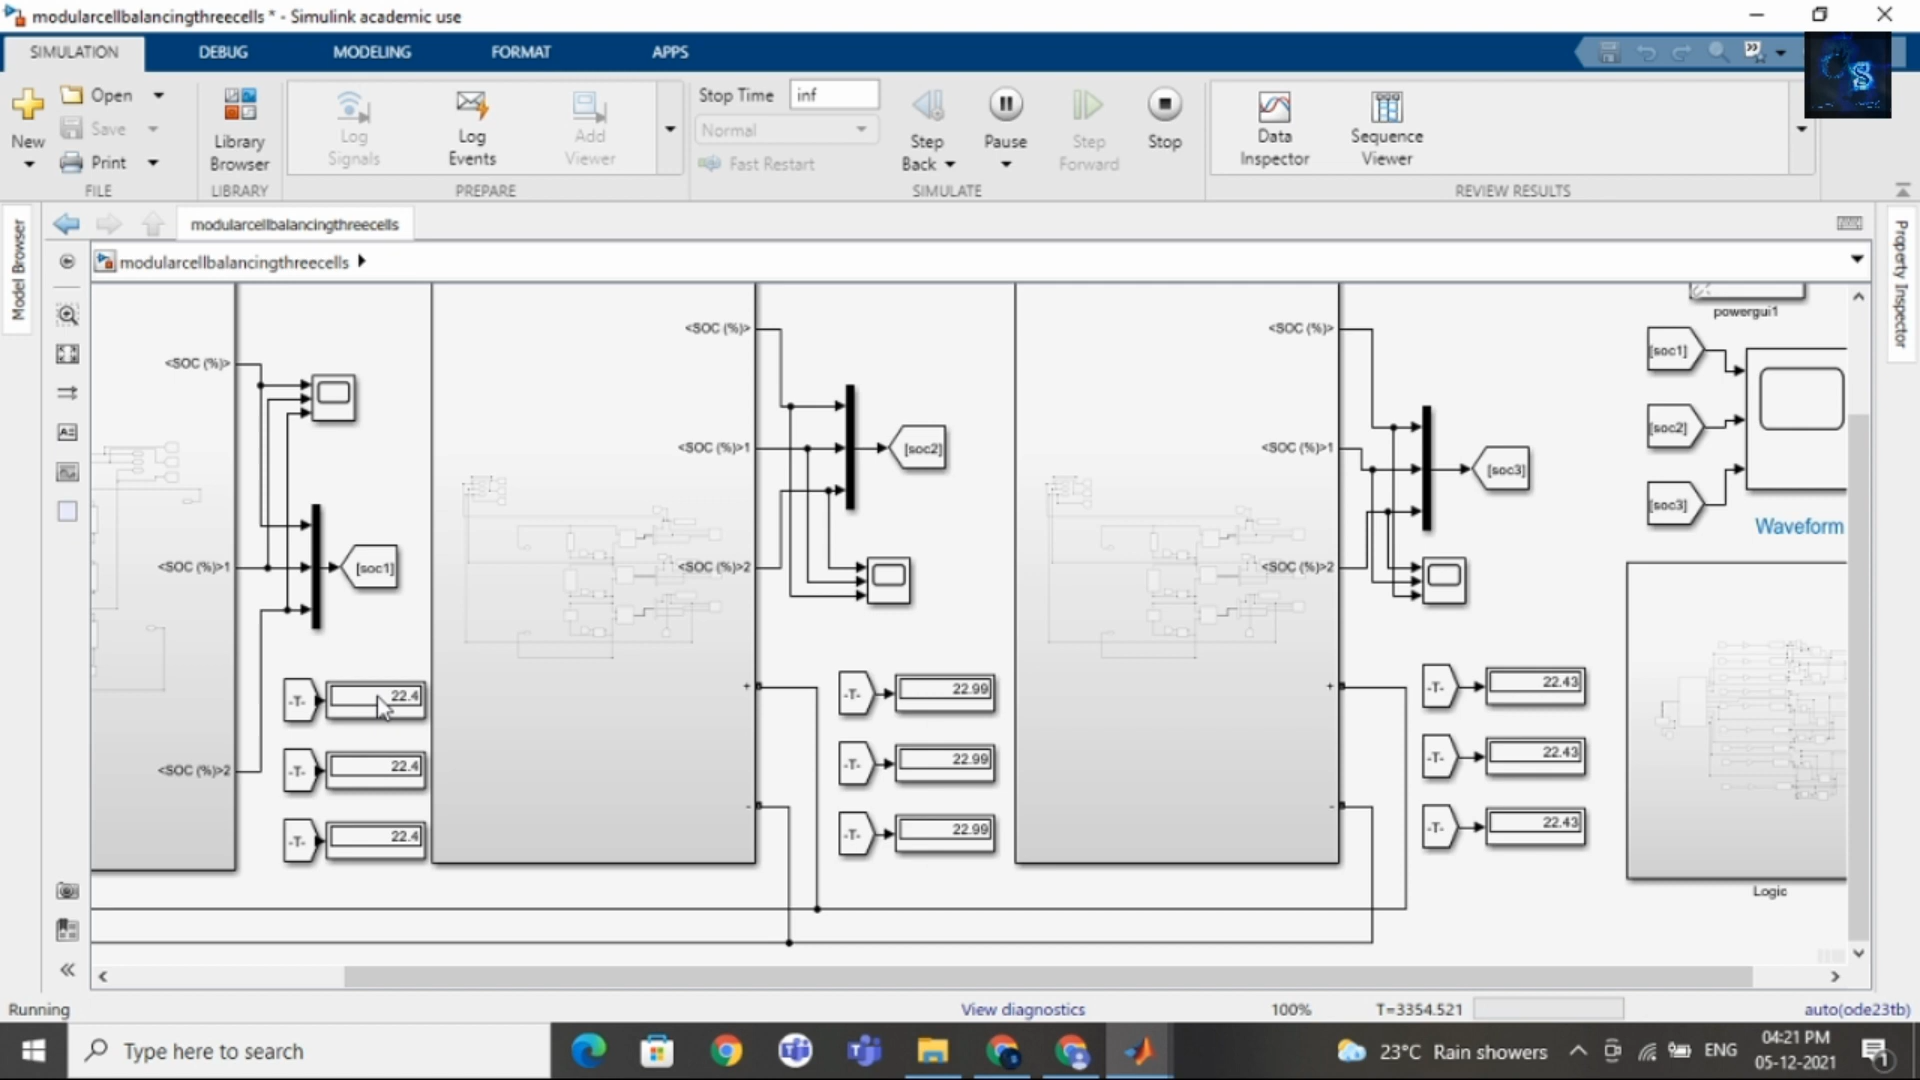 modularcellbalancingthreecells * - Simulink academic use
SIMULATION DEBUG MODELING FORMAT APPS
New
Open
Save
Print
FILE
Library Browser
LIBRARY
Log Signals
Log Events
Add Viewer
PREPARE
Stop Time inf
Normal
Fast Restart
Step Back
Pause
Step Forward
Stop
SIMULATE
Data Inspector
Sequence Viewer
REVIEW RESULTS
Model Browser
modularcellbalancingthreecells
modularcellbalancingthreecells
Property Inspector
<SOC (%)>
<SOC (%)>1
<SOC (%)>2
[soc1]
-T- 22.4
-T- 22.4
-T- 22.4
<SOC (%)>
<SOC (%)>1
<SOC (%)>2
+
-
[soc2]
-T- 22.99
-T- 22.99
-T- 22.99
<SOC (%)>
<SOC (%)>1
<SOC (%)>2
+
-
[soc3]
-T- 22.43
-T- 22.43
-T- 22.43
powergui1
[soc1]
[soc2]
[soc3]
Waveform
Logic
Running View diagnostics 100% T=3354.521 auto(ode23tb)
Type here to search
23°C Rain showers
ENG
04:21 PM
05-12-2021
1